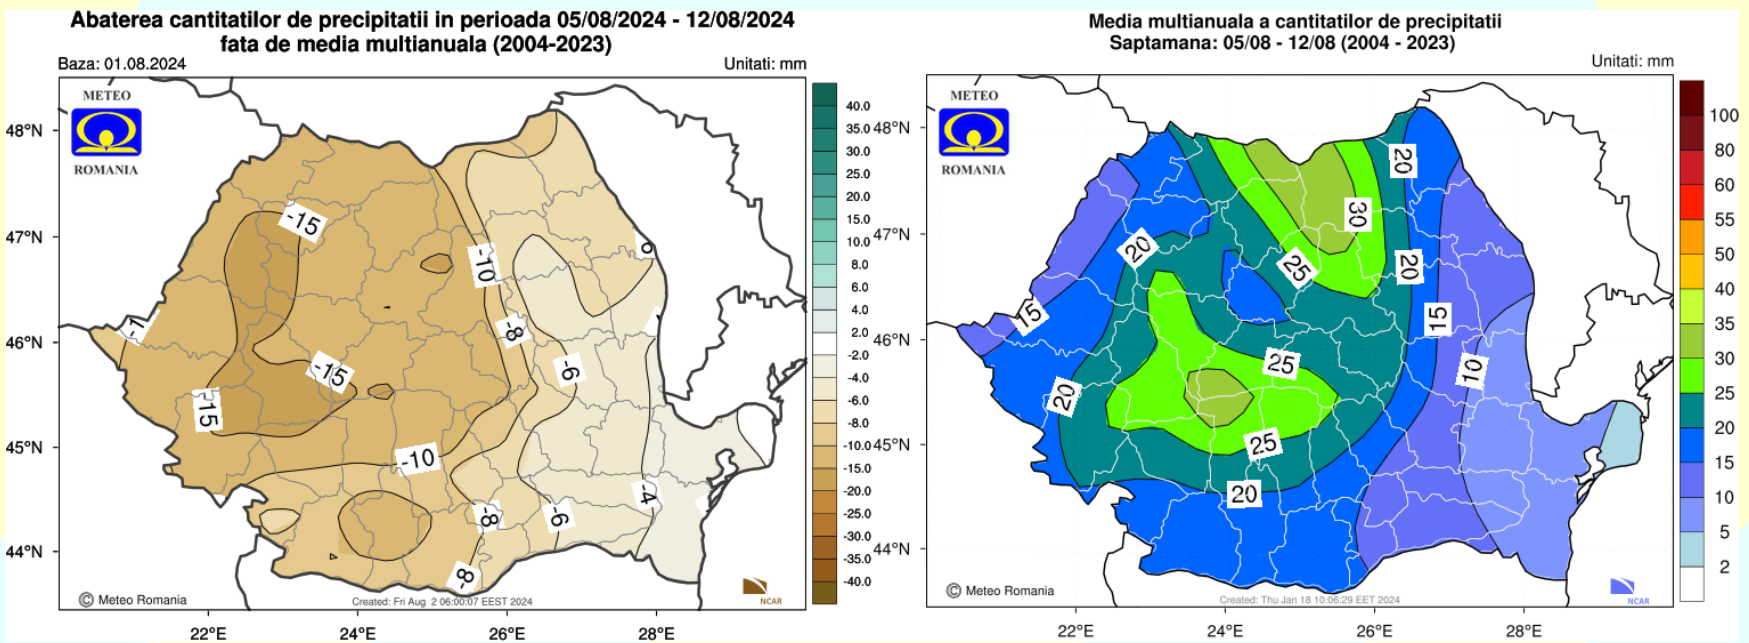 Abaterea cantitatilor de precipitatii in perioada 05/08/2024 - 12/08/2024
fata de media multianuala (2004-2023)
Baza: 01.08.2024
Unitati: mm
METEO
ROMANIA
48°N
47°N
46°N
45°N
44°N
22°E
24°E
26°E
28°E
-15
-10
9
-8
-1
-15
-6
15
-10
-4
-8
-6
-8
40.0
35.0
30.0
25.0
20.0
15.0
10.0
8.0
6.0
4.0
2.0
-2.0
-4.0
-6.0
-8.0
-10.0
-15.0
-20.0
-25.0
-30.0
-35.0
-40.0
© Meteo Romania
Created: Fri Aug 2 06:00:07 EEST 2024
NCAR
Media multianuala a cantitatilor de precipitatii
Saptamana: 05/08 - 12/08 (2004 - 2023)
Unitati: mm
METEO
ROMANIA
48°N
47°N
46°N
45°N
44°N
22°E
24°E
26°E
28°E
20
30
20
25
20
15
15
25
10
20
25
20
100
80
60
55
50
40
35
30
25
20
15
10
5
2
© Meteo Romania
Created: Thu Jan 18 10:06:29 EET 2024
NCAR